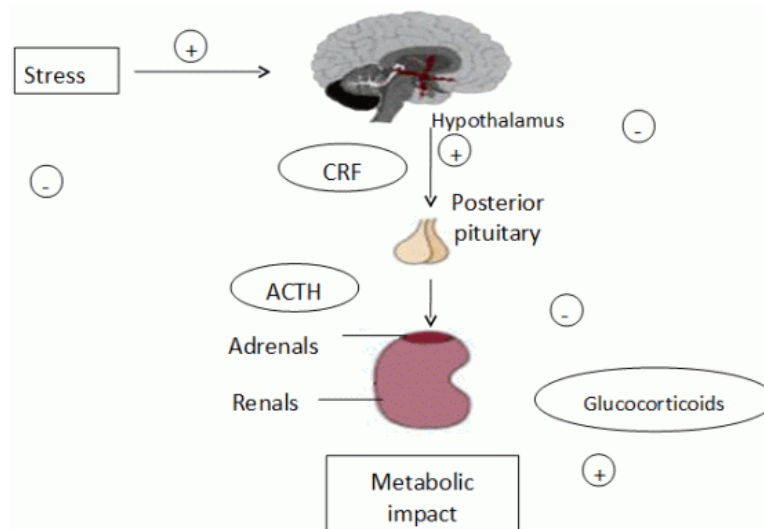 +
Stress
Hypothalamus
-
+
-
CRF
Posterior
pituitary
ACTH
-
Adrenals
Renals
Glucocorticoids
+
Metabolic
impact